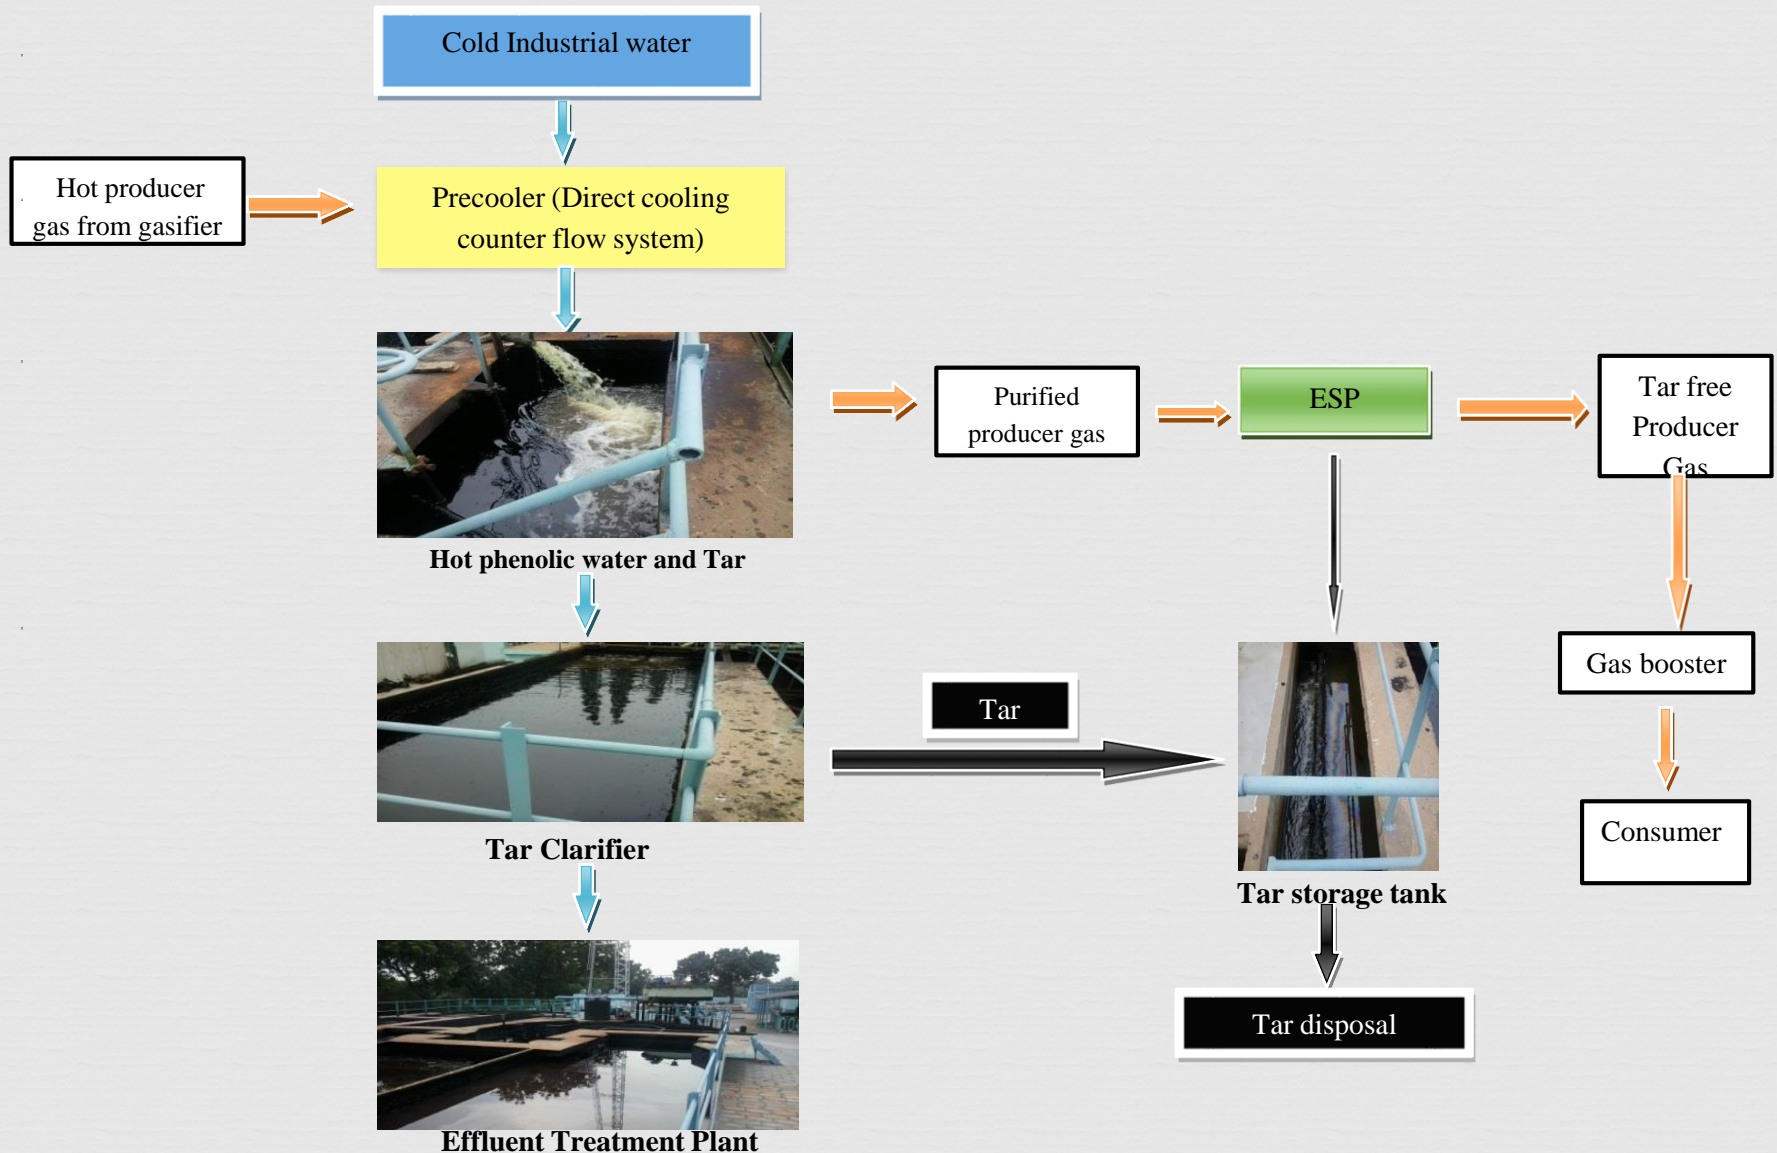 Cold Industrial water
Hot producer
gas from gasifier
Precooler (Direct cooling
counter flow system)
Hot phenolic water and Tar
Purified
producer gas
ESP
Tar free
Producer
Gas
Gas booster
Consumer
Tar Clarifier
Tar
Tar storage tank
Tar disposal
Effluent Treatment Plant